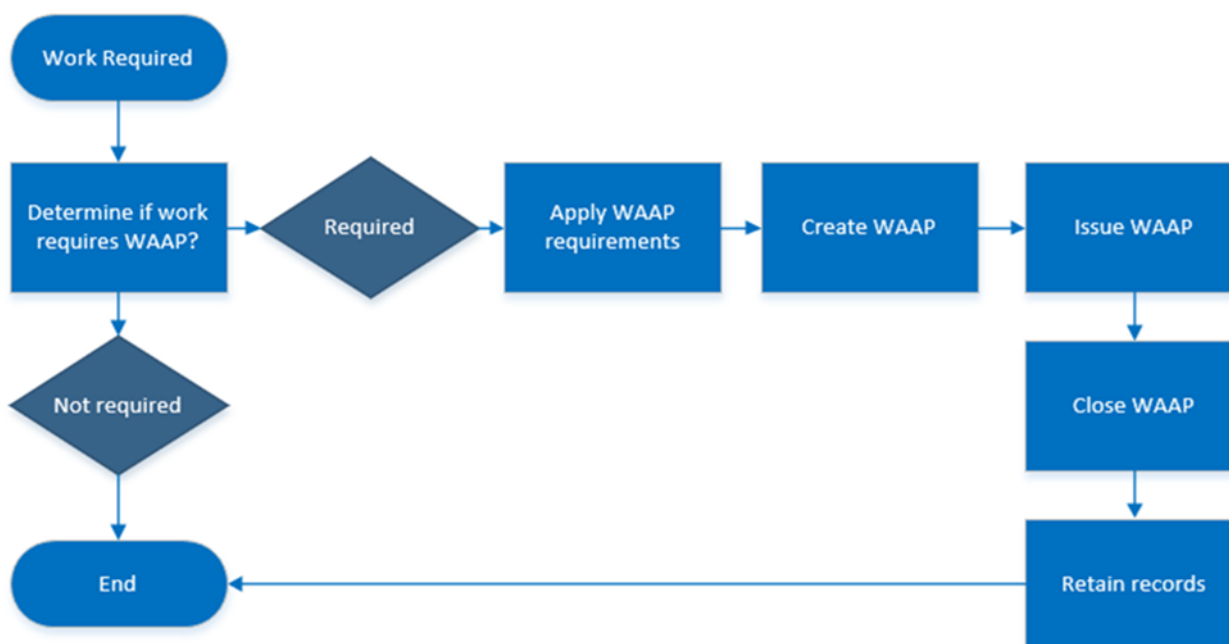 Work Required
Determine if work
requires WAAP?
Required
Apply WAAP
requirements
Create WAAP
Issue WAAP
Not required
Close WAAP
End
Retain records